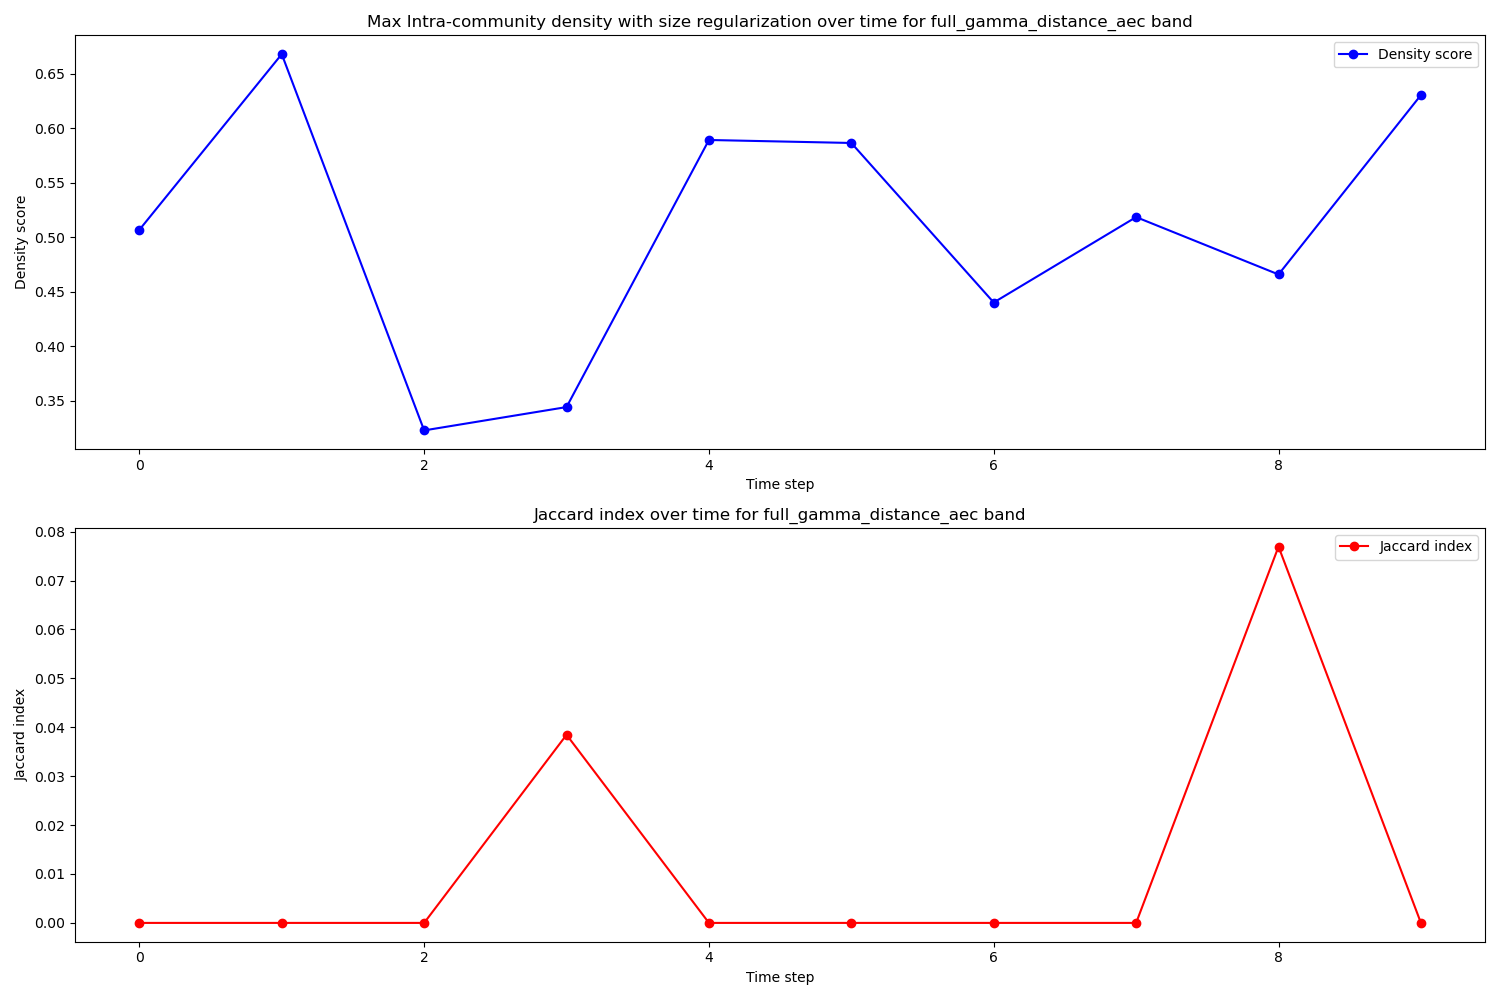 Max Intra-community density with size regularization over time for full_gamma_distance_aec band
Density score
0.65
0.60
0.55
0.50
0.45
0.40
0.35
Density score
0 2 4 6 8
Time step
Jaccard index over time for full_gamma_distance_aec band
Jaccard index
0.08
0.07
0.06
0.05
0.04
0.03
0.02
0.01
0.00
Jaccard index
0 2 4 6 8
Time step